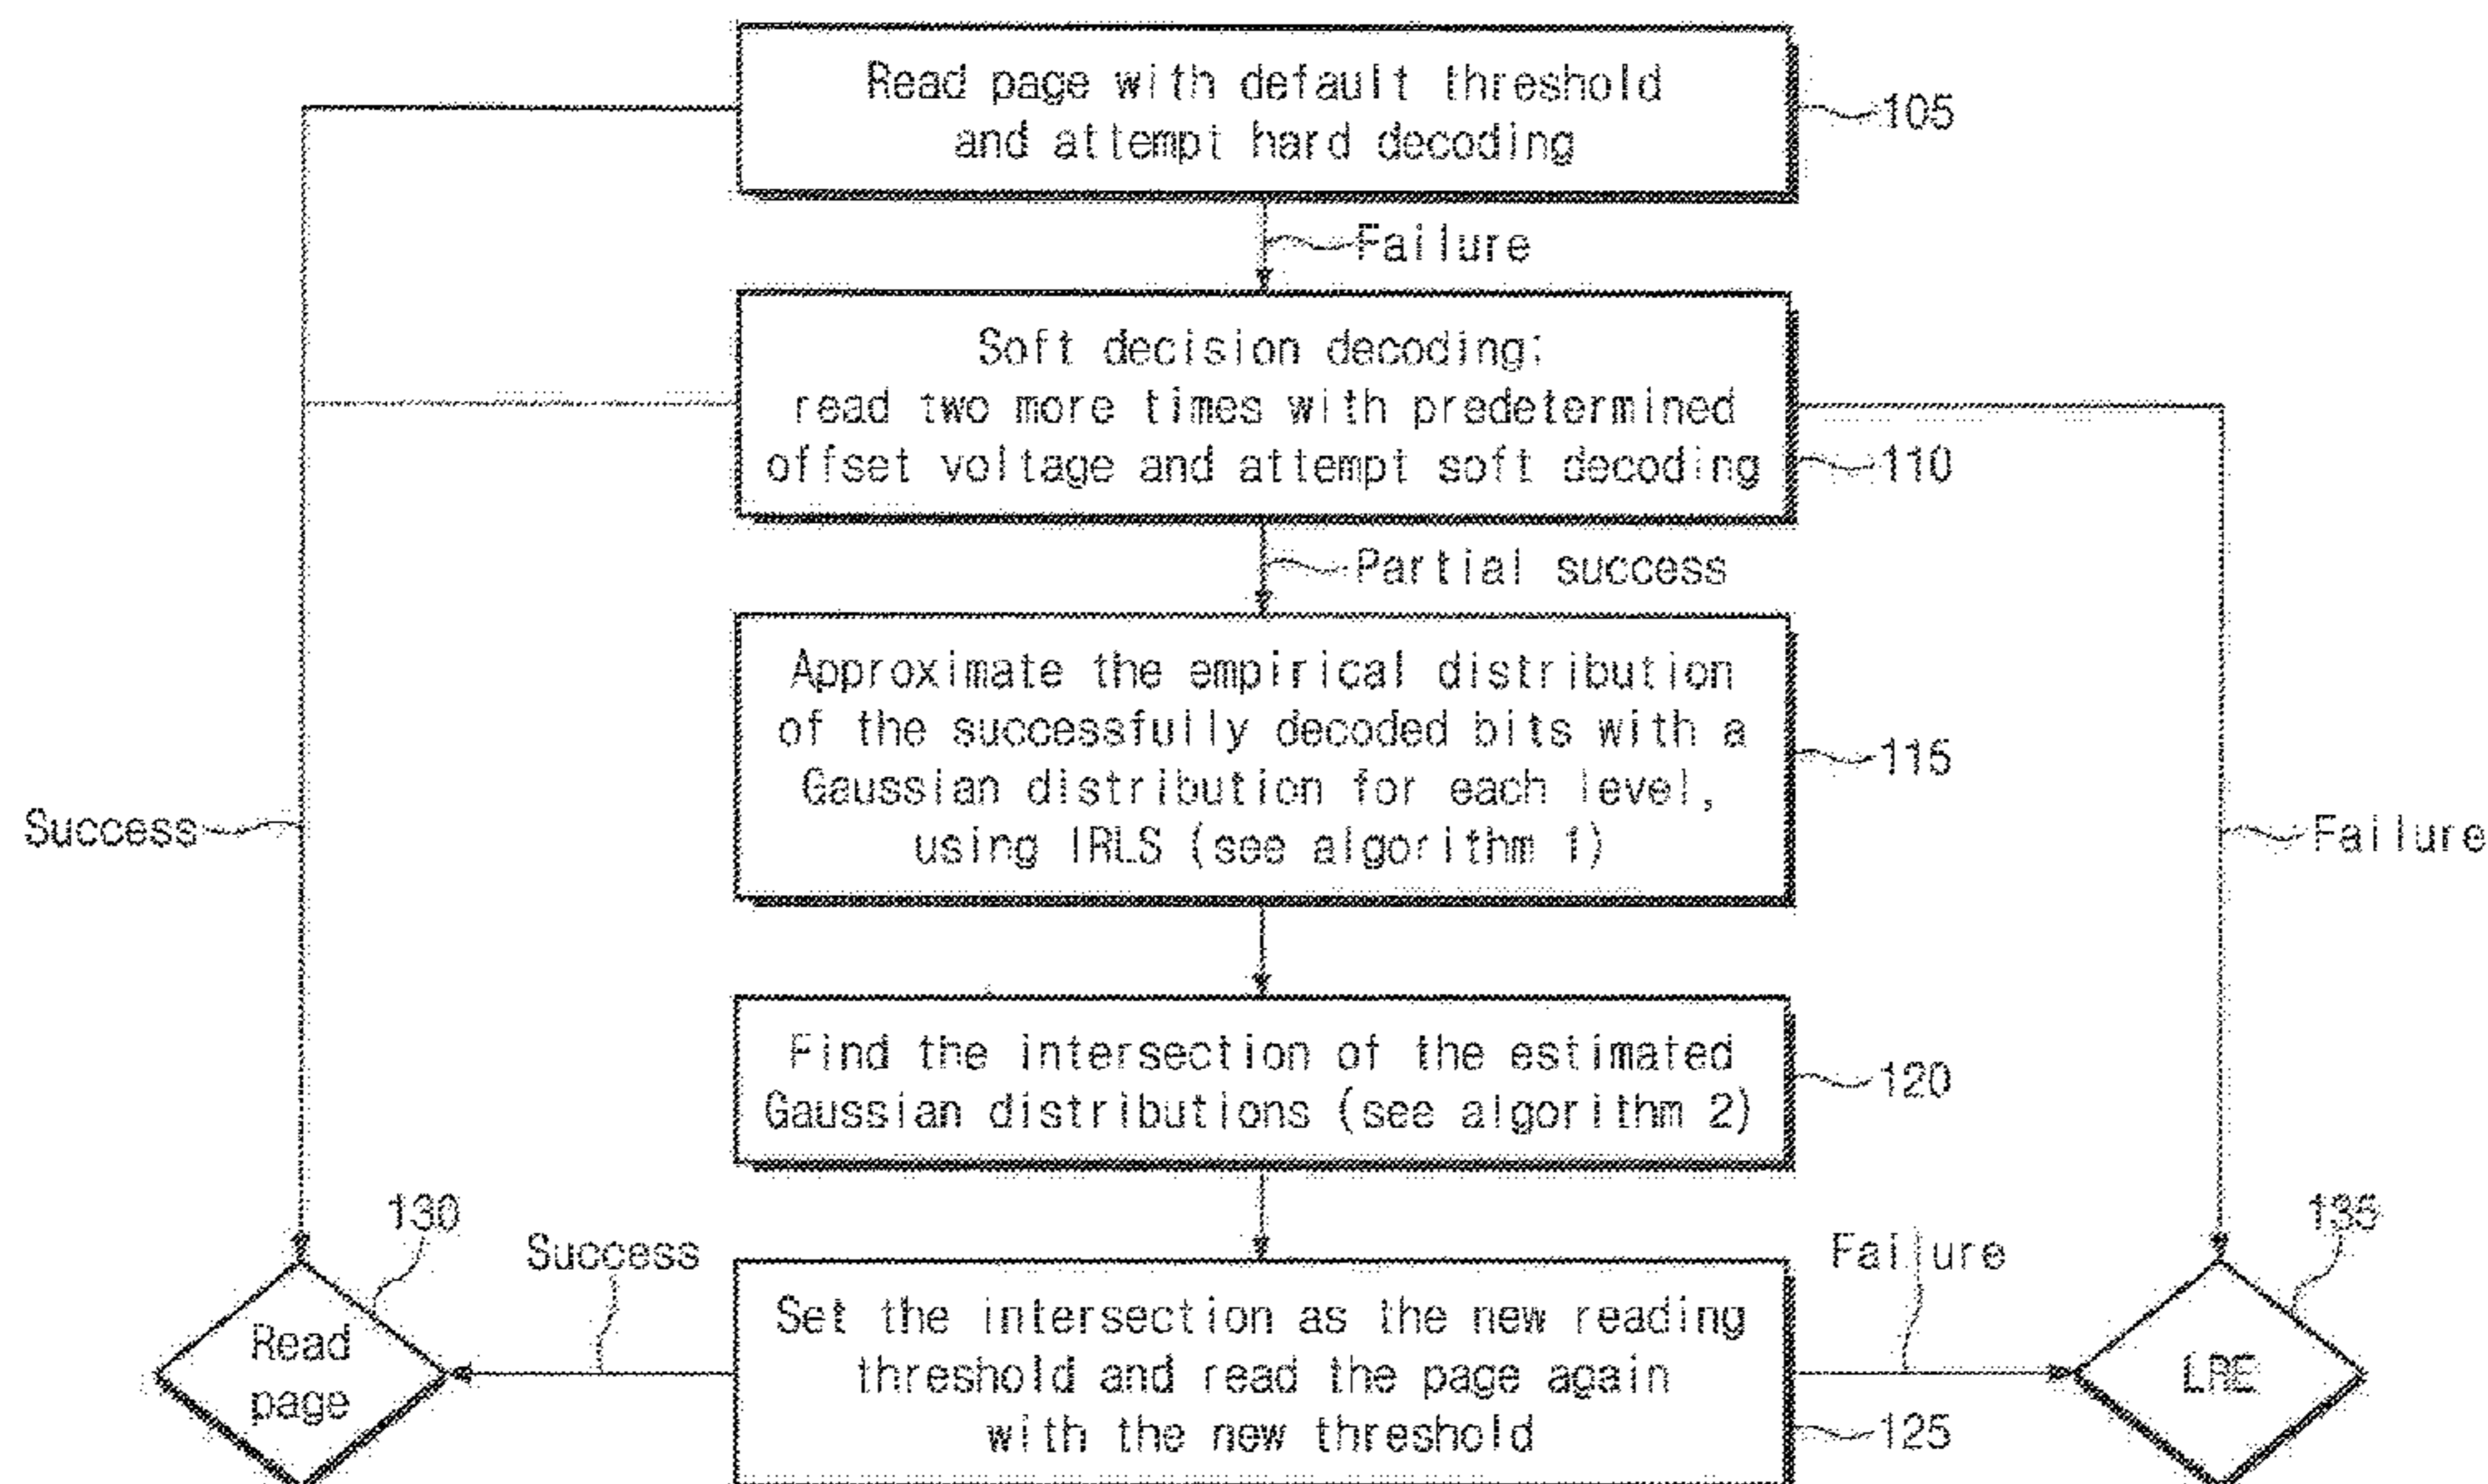 Read page with default threshold
and attempt hard decoding
105
Failure
Soft decision decoding:
read two more times with predetermined
offset voltage and attempt soft decoding
110
Partial success
Approximate the empirical distribution
of the successfully decoded bits with a
Gaussian distribution for each level,
using IRLS (see algorithm 1)
115
Success
Failure
Find the intersection of the estimated
Gaussian distributions (see algorithm 2)
120
130
Success
Failure
135
Set the intersection as the new reading
threshold and read the page again
with the new threshold
125
Read
page
LRE